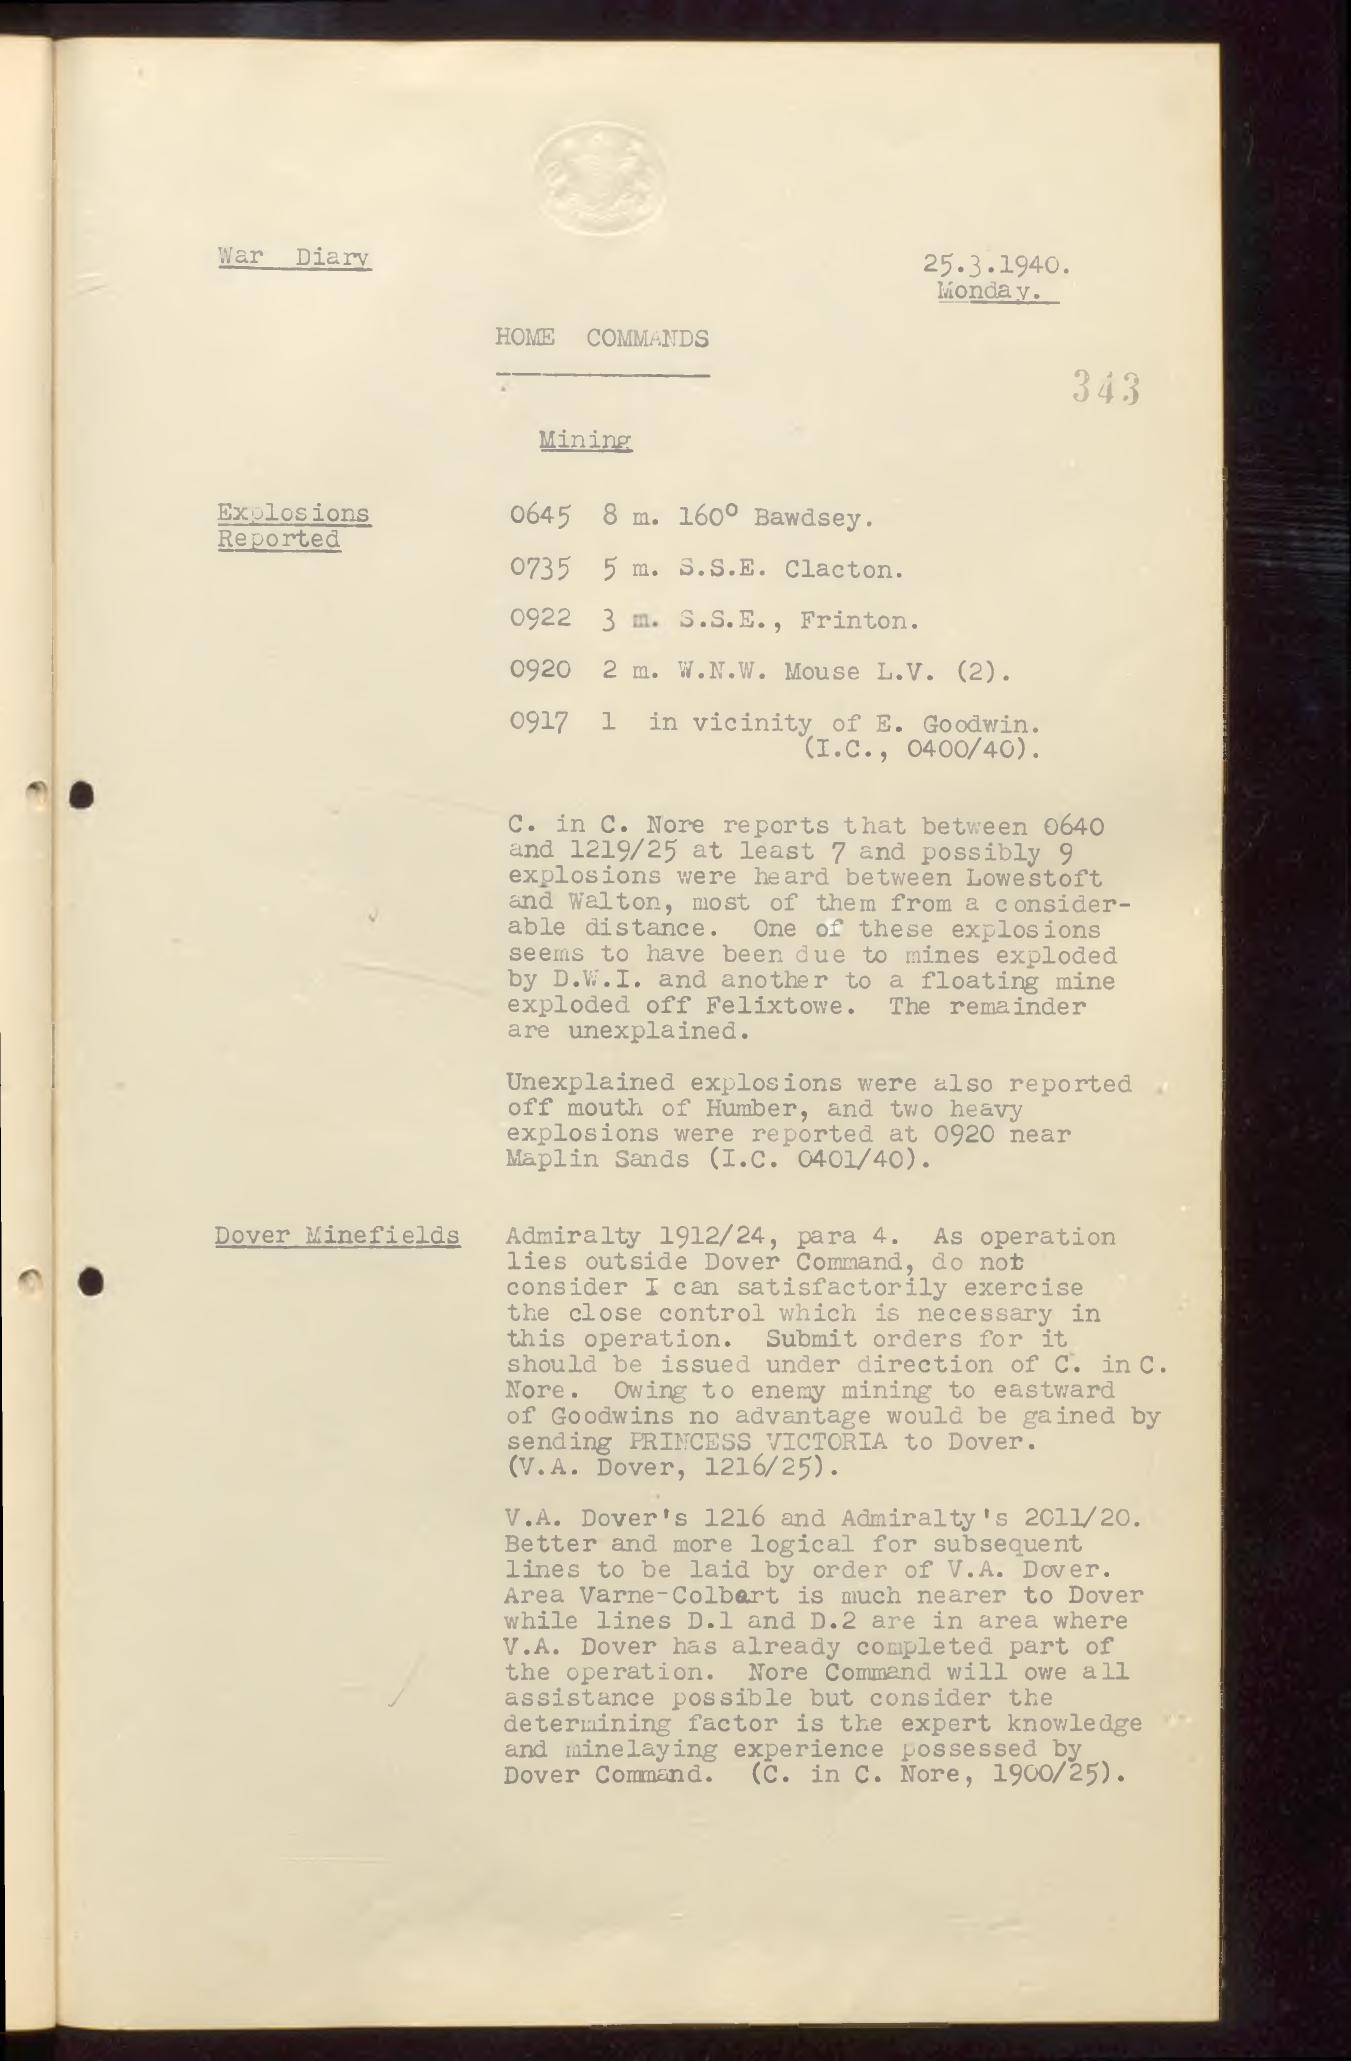 War Diary
25.3.1940.
Monday.
HOME COMMANDS
343
Mining
Explosions
Reported
0645 8 m. 160° Bawdsey.
0735 5 m. S.S.E. Clacton.
0922 3 m. S.S.E., Frinton.
0920 2 m. W.N.W. Mouse L.V. (2).
0917 1 in vicinity of E. Goodwin.
(I.C., 0400/40).
C. in C. Nore reports that between 0640
and 1219/25 at least 7 and possibly 9
explosions were heard between Lowestoft
and Walton, most of them from a consider-
able distance. One of these explosions
seems to have been due to mines exploded
by D.W.I. and another to a floating mine
exploded off Felixtowe. The remainder
are unexplained.
Unexplained explosions were also reported
off mouth of Humber, and two heavy
explosions were reported at 0920 near
Maplin Sands (I.C. 0401/40).
Dover Minefields
Admiralty 1912/24, para 4. As operation
lies outside Dover Command, do not
consider I can satisfactorily exercise
the close control which is necessary in
this operation. Submit orders for it
should be issued under direction of C. in C.
Nore. Owing to enemy mining to eastward
of Goodwins no advantage would be gained by
sending PRINCESS VICTORIA to Dover.
(V.A. Dover, 1216/25).
V.A. Dover's 1216 and Admiralty's 2011/20.
Better and more logical for subsequent
lines to be laid by order of V.A. Dover.
Area Varne-Colbart is much nearer to Dover
while lines D.1 and D.2 are in area where
V.A. Dover has already completed part of
the operation. Nore Command will owe all
assistance possible but consider the
determining factor is the expert knowledge
and minelaying experience possessed by
Dover Command. (C. in C. Nore, 1900/25).